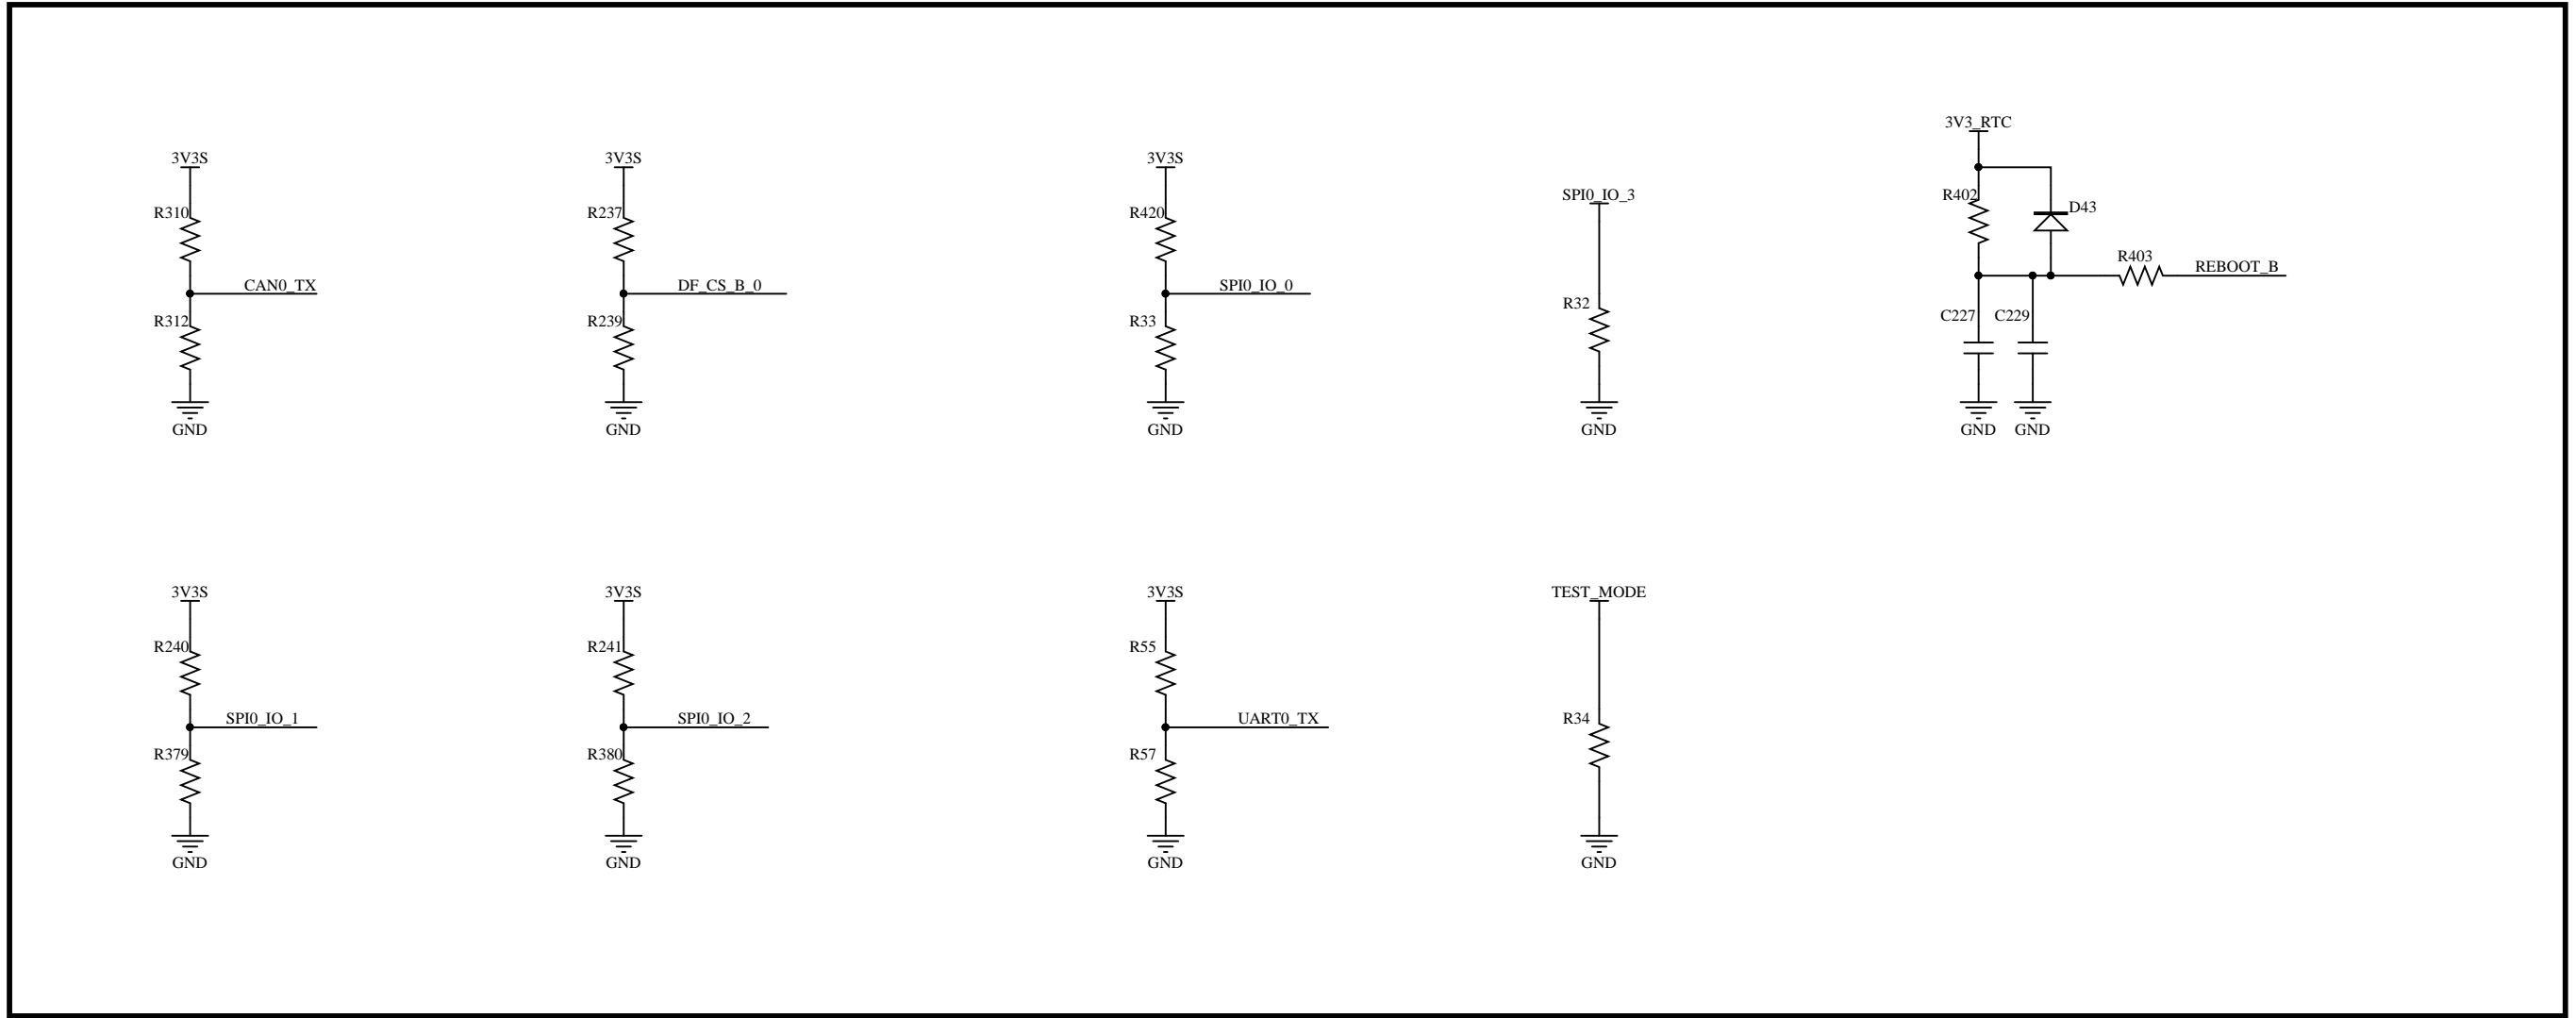 3V3S
R310
CAN0_TX
R312
GND
3V3S
R237
DF_CS_B_0
R239
GND
3V3S
R420
SPI0_IO_0
R33
GND
SPI0_IO_3
R32
GND
3V3_RTC
R402
D43
R403
REBOOT_B
C227
C229
GND
GND
3V3S
R240
SPI0_IO_1
R379
GND
3V3S
R241
SPI0_IO_2
R380
GND
3V3S
R55
UART0_TX
R57
GND
TEST_MODE
R34
GND